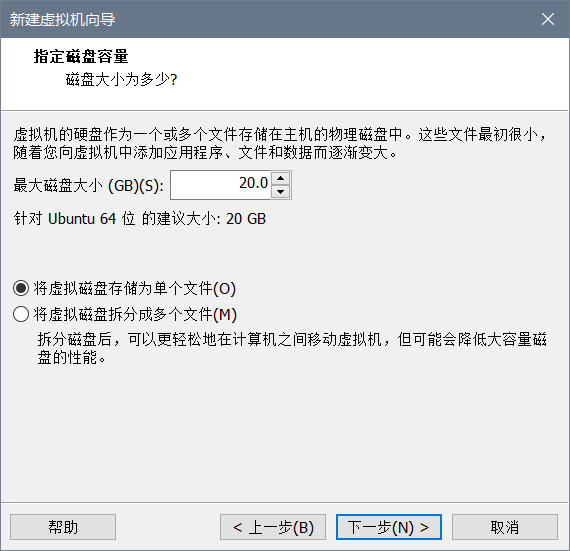 新建虚拟机向导
指定磁盘容量
磁盘大小为多少?
虚拟机的硬盘作为一个或多个文件存储在主机的物理磁盘中。这些文件最初很小，
随着您向虚拟机中添加应用程序、文件和数据而逐渐变大。
最大磁盘大小 (GB)(S): 20.0
针对 Ubuntu 64 位 的建议大小: 20 GB
将虚拟磁盘存储为单个文件(O)
将虚拟磁盘拆分成多个文件(M)
拆分磁盘后，可以更轻松地在计算机之间移动虚拟机，但可能会降低大容量磁
盘的性能。
帮助 < 上一步(B) 下一步(N) > 取消